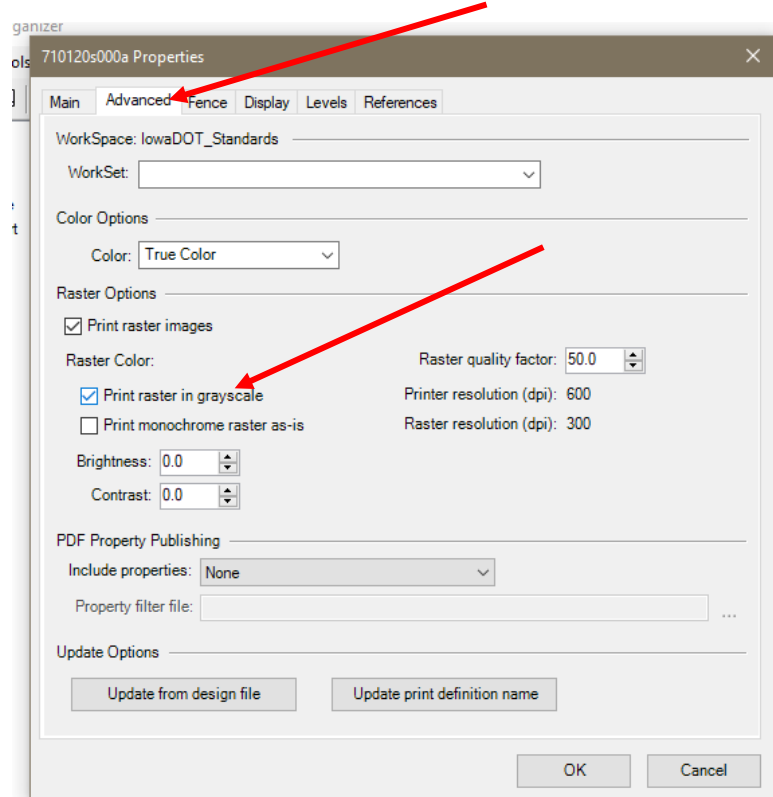 ganizer
ols
710120s000a Properties
Main Advanced Fence Display Levels References
WorkSpace: IowaDOT_Standards
WorkSet:
Color Options
Color: True Color
Raster Options
Print raster images
Raster Color:
Raster quality factor: 50.0
Print raster in grayscale
Printer resolution (dpi): 600
Print monochrome raster as-is
Raster resolution (dpi): 300
Brightness: 0.0
Contrast: 0.0
PDF Property Publishing
Include properties: None
Property filter file:
...
Update Options
Update from design file Update print definition name
OK Cancel